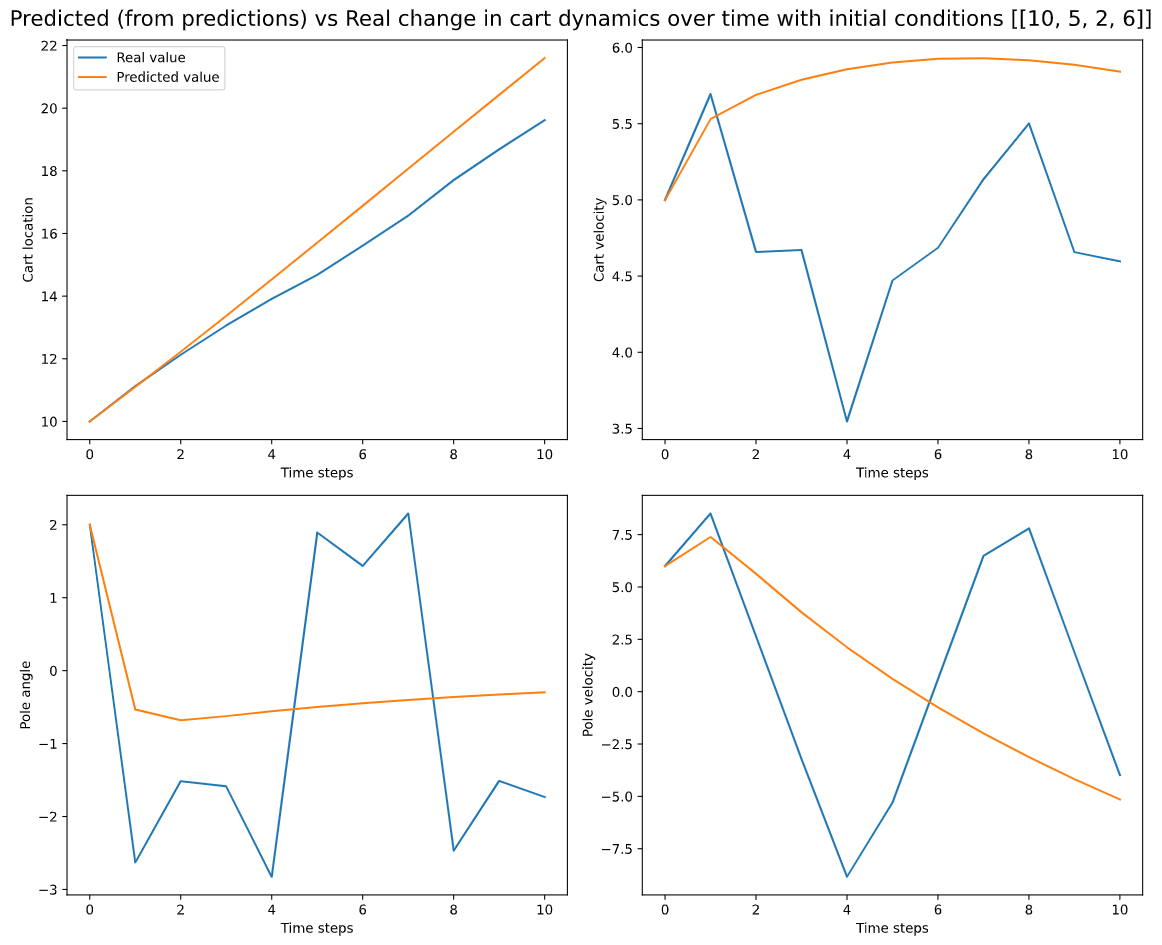 Predicted (from predictions) vs Real change in cart dynamics over time with initial conditions [[10, 5, 2, 6]]
Real value
Predicted value
22
20
18
16
14
12
10
Cart location
0 2 4 6 8 10
Time steps
6.0
5.5
5.0
4.5
4.0
3.5
Cart velocity
0 2 4 6 8 10
Time steps
2
1
0
−1
−2
−3
Pole angle
0 2 4 6 8 10
Time steps
7.5
5.0
2.5
0.0
−2.5
−5.0
−7.5
Pole velocity
0 2 4 6 8 10
Time steps